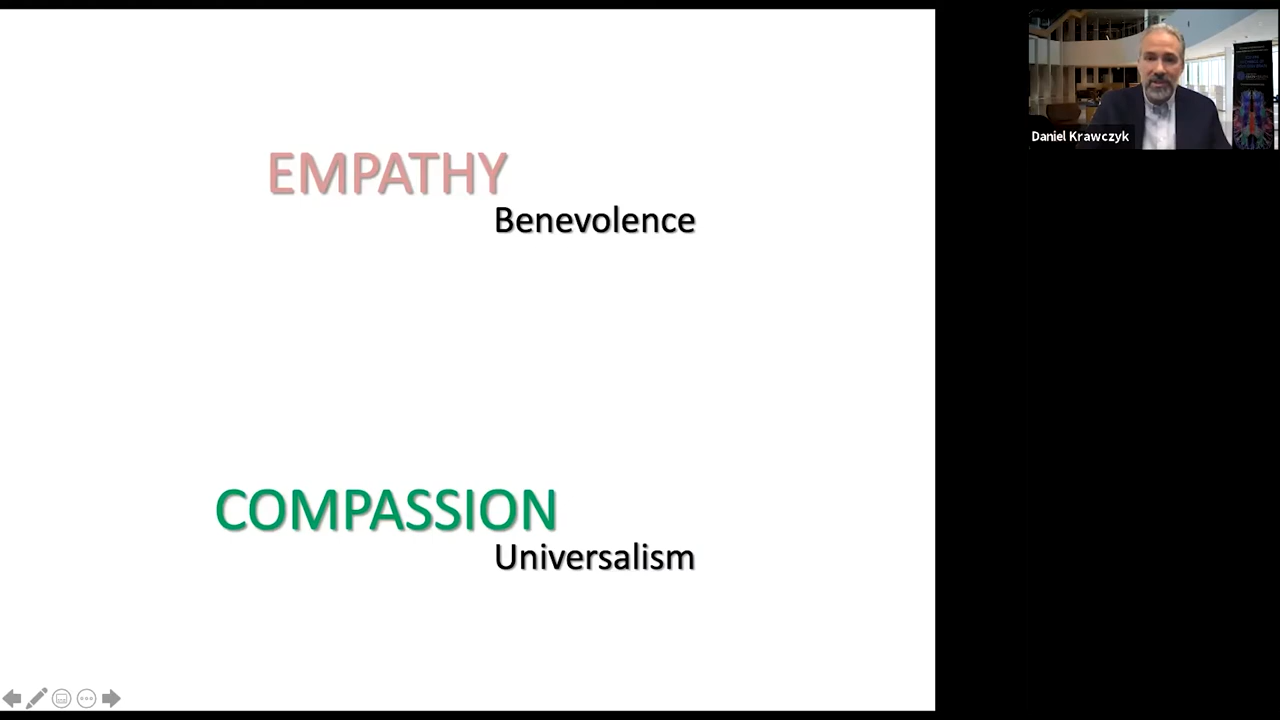 EMPATHY
Benevolence
COMPASSION
Universalism
Daniel Krawczyk